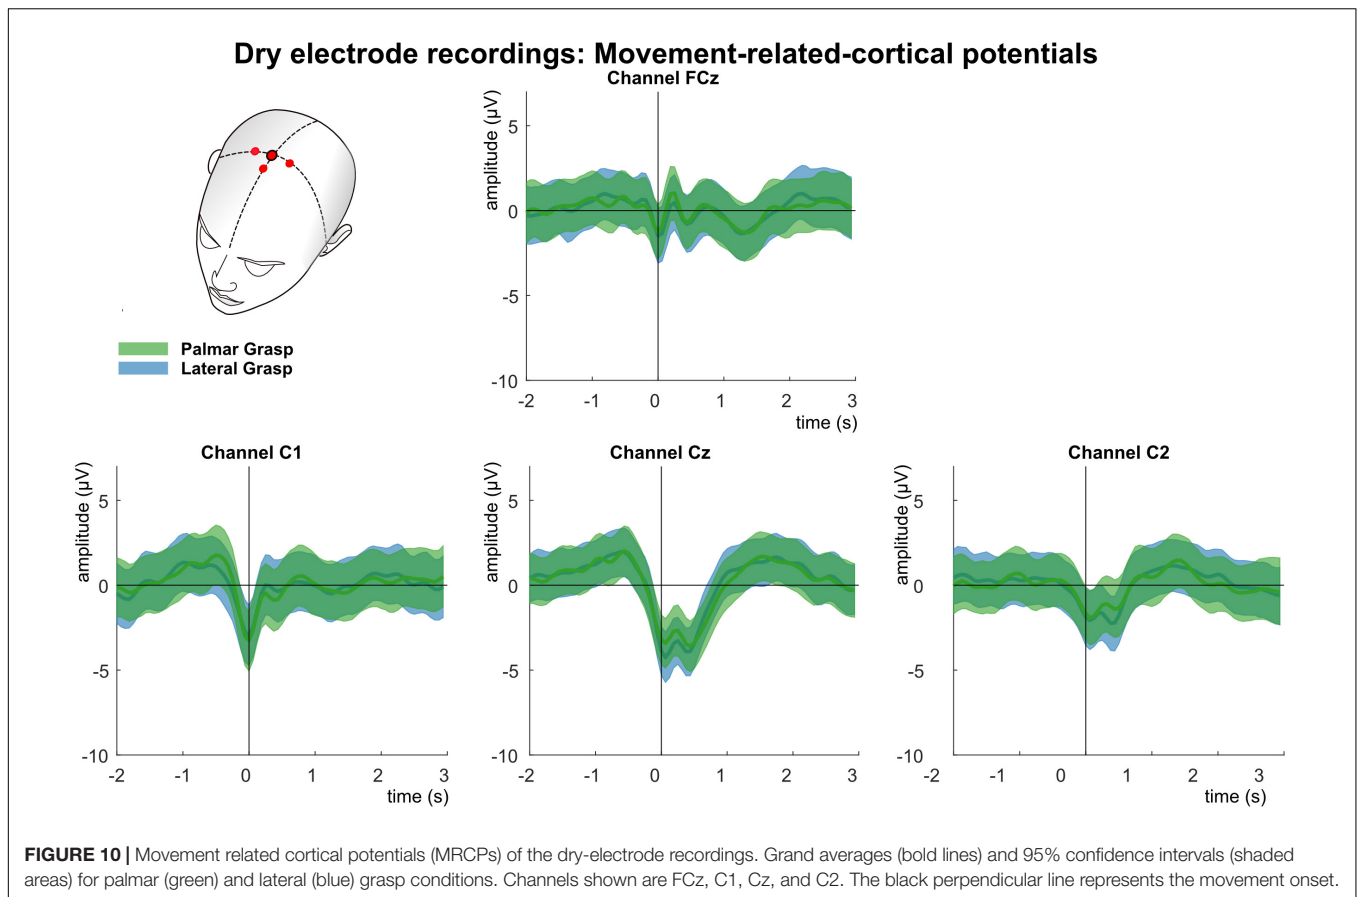 Dry electrode recordings: Movement-related-cortical potentials
Channel FCz
amplitude (µV)
5
0
-5
-10
-2 -1 0 1 2 3
time (s)
Palmar Grasp
Lateral Grasp
Channel C1
amplitude (µV)
5
0
-5
-10
-2 -1 0 1 2 3
time (s)
Channel Cz
amplitude (µV)
5
0
-5
-10
-2 -1 0 1 2 3
time (s)
Channel C2
amplitude (µV)
5
0
-5
-10
-2 -1 0 1 2 3
time (s)
FIGURE 10 | Movement related cortical potentials (MRCPs) of the dry-electrode recordings. Grand averages (bold lines) and 95% confidence intervals (shaded
areas) for palmar (green) and lateral (blue) grasp conditions. Channels shown are FCz, C1, Cz, and C2. The black perpendicular line represents the movement onset.